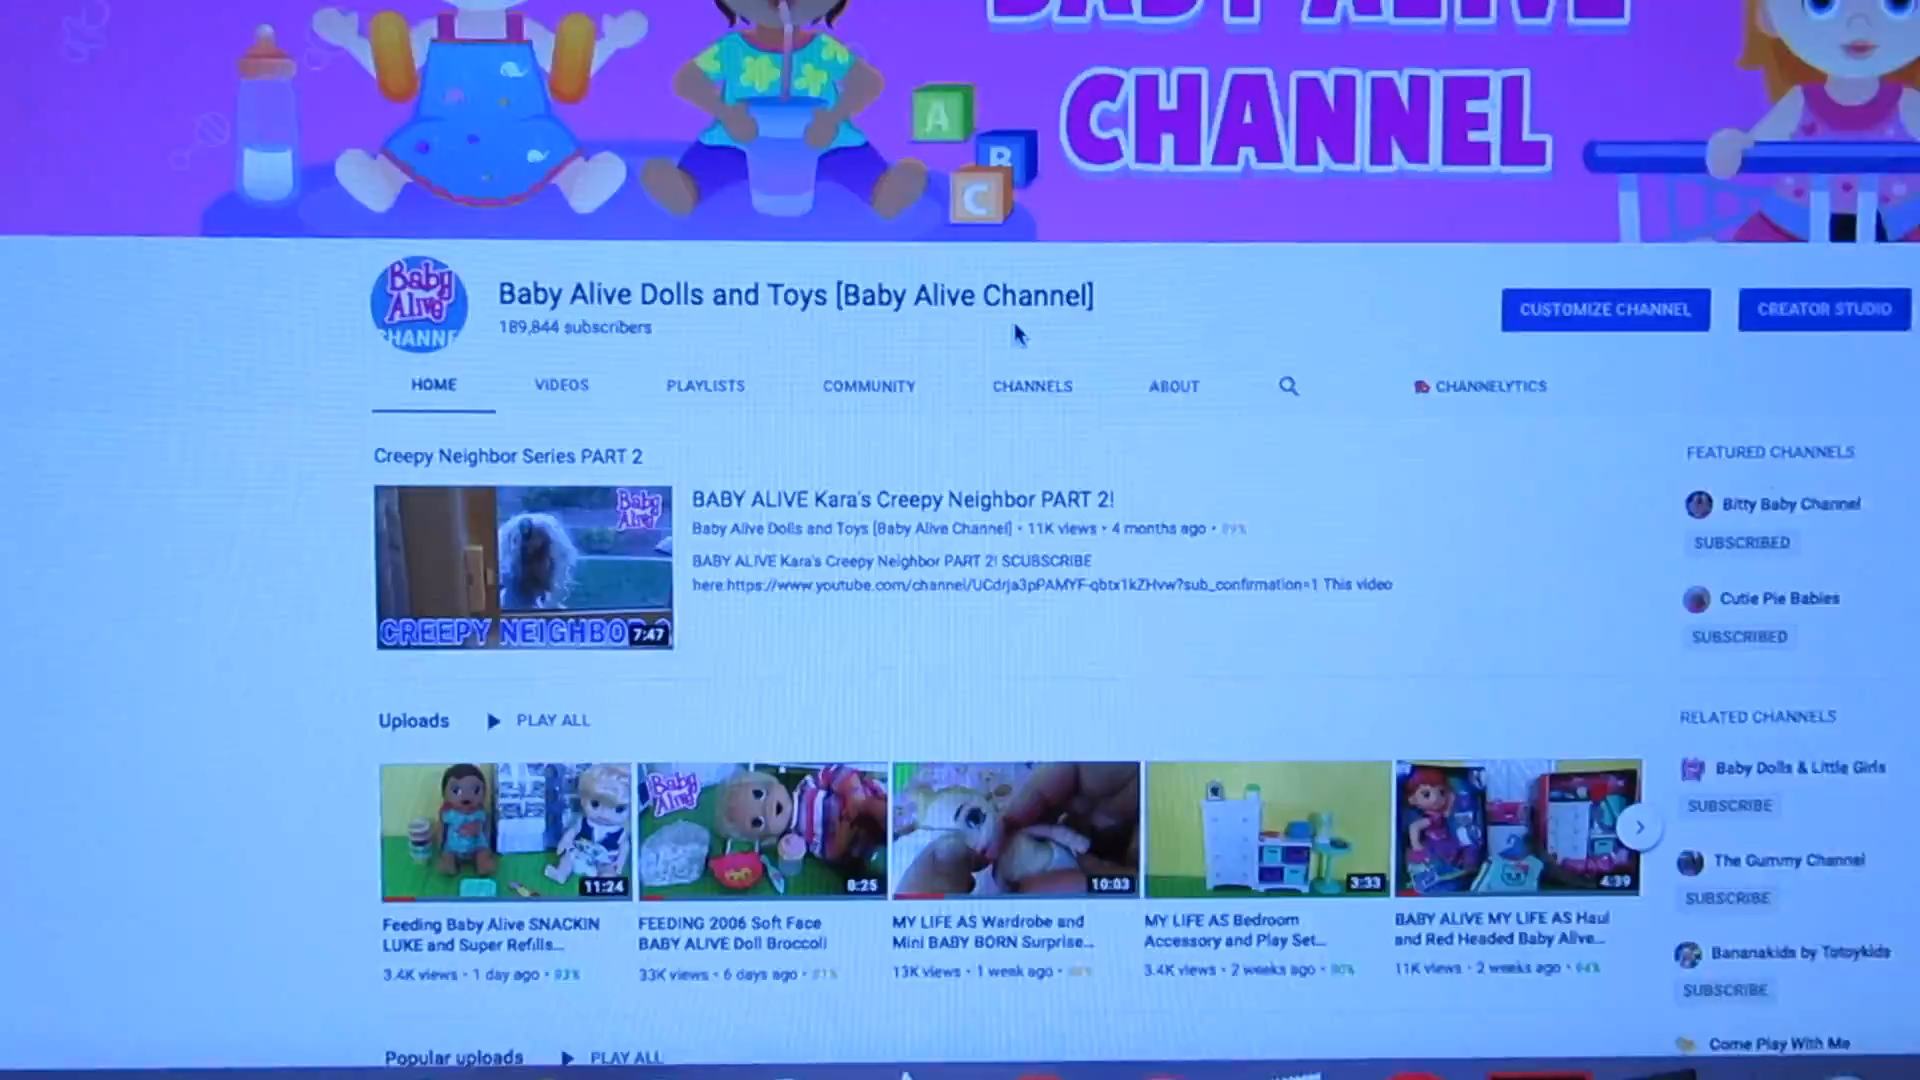 BABY ALIVE
CHANNEL
A
B
C
Baby
Alive
CHANNE
Baby Alive Dolls and Toys [Baby Alive Channel]
189,844 subscribers
CUSTOMIZE CHANNEL
CREATOR STUDIO
HOME
VIDEOS
PLAYLISTS
COMMUNITY
CHANNELS
ABOUT
CHANNELYTICS
Creepy Neighbor Series PART 2
Baby
Alive
CREEPY NEIGHBO
7:47
BABY ALIVE Kara's Creepy Neighbor PART 2!
Baby Alive Dolls and Toys [Baby Alive Channel] • 11K views • 4 months ago • 89%
BABY ALIVE Kara's Creepy Neighbor PART 2! SCUBSCRIBE
here:https://www.youtube.com/channel/UCdrja3pPAMYF-qbtx1kZHvw?sub_confirmation=1 This video
FEATURED CHANNELS
Bitty Baby Channel
SUBSCRIBED
Cutie Pie Babies
SUBSCRIBED
Uploads
PLAY ALL
11:24
Feeding Baby Alive SNACKIN
LUKE and Super Refills...
3.4K views • 1 day ago • 93%
Baby
Alive
8:25
FEEDING 2006 Soft Face
BABY ALIVE Doll Broccoli
33K views • 6 days ago
10:03
MY LIFE AS Wardrobe and
Mini BABY BORN Surprise...
13K views • 1 week ago
3:33
MY LIFE AS Bedroom
Accessory and Play Set...
3.4K views • 2 weeks ago • 90%
4:39
BABY ALIVE MY LIFE AS Haul
and Red Headed Baby Alive...
11K views • 2 weeks ago • 94%
RELATED CHANNELS
Baby Dolls & Little Girls
SUBSCRIBE
The Gummy Channel
SUBSCRIBE
Bananakids by Totoykids
SUBSCRIBE
Come Play With Me
Popular uploads
PLAY ALL